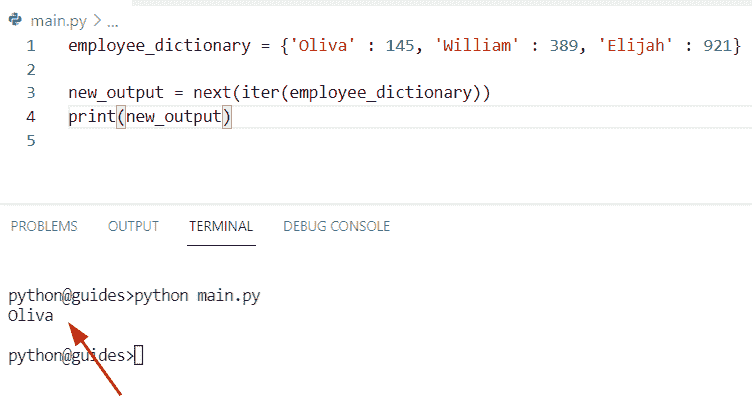 main.py > ...
1 employee_dictionary = {'Oliva' : 145, 'William' : 389, 'Elijah' : 921}
2
3 new_output = next(iter(employee_dictionary))
4 print(new_output)
5
PROBLEMS OUTPUT TERMINAL DEBUG CONSOLE
python@guides>python main.py
Oliva
python@guides>